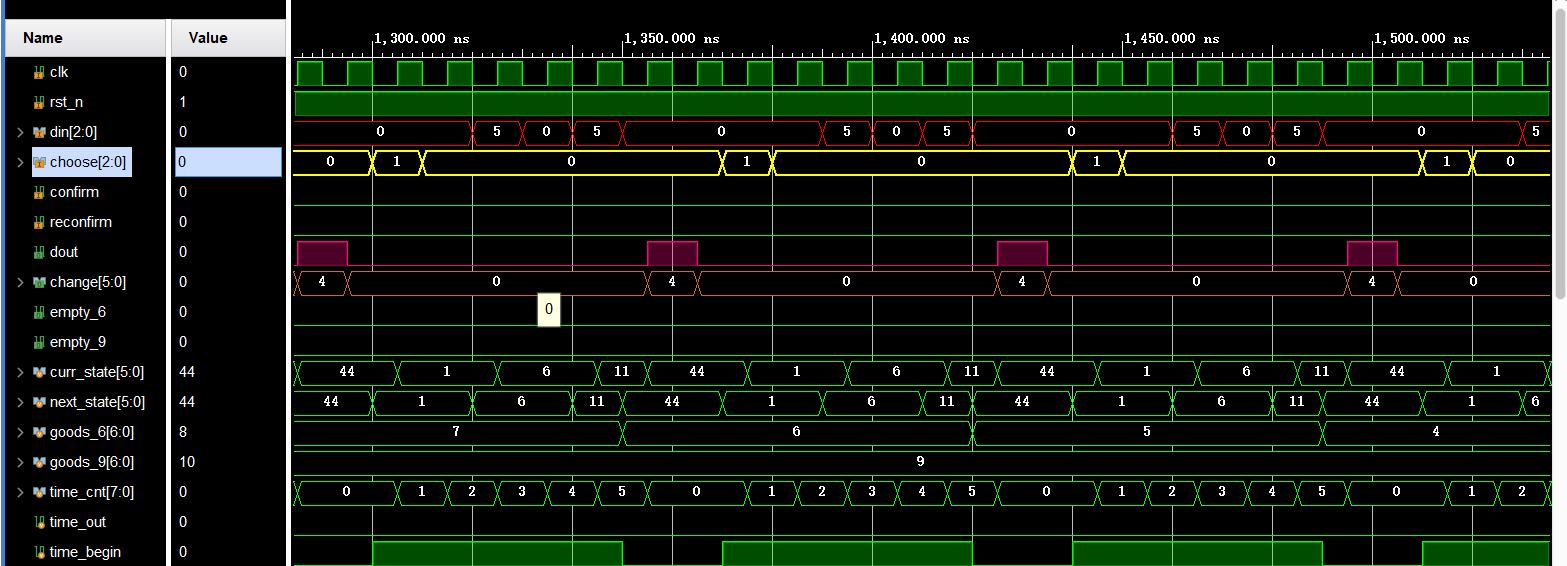 Name Value 1,300.000 ns 1,350.000 ns 1,400.000 ns 1,450.000 ns 1,500.000 ns
clk 0
rst_n 1
din[2:0] 0 0 5 0 5 0 5 0 5 0 5 0 5 0 5
choose[2:0] 0 0 1 0 1 0 1 0 1 0
confirm 0
reconfirm 0
dout 0
change[5:0] 0 4 0 4 0 4 0 4 0
0
empty_6 0
empty_9 0
curr_state[5:0] 44 44 1 6 11 44 1 6 11 44 1 6 11 44 1
next_state[5:0] 44 44 1 6 11 44 1 6 11 44 1 6 11 44 1 6
goods_6[6:0] 8 7 6 5 4
goods_9[6:0] 10 9
time_cnt[7:0] 0 0 1 2 3 4 5 0 1 2 3 4 5 0 1 2 3 4 5 0 1 2
time_out 0
time_begin 0